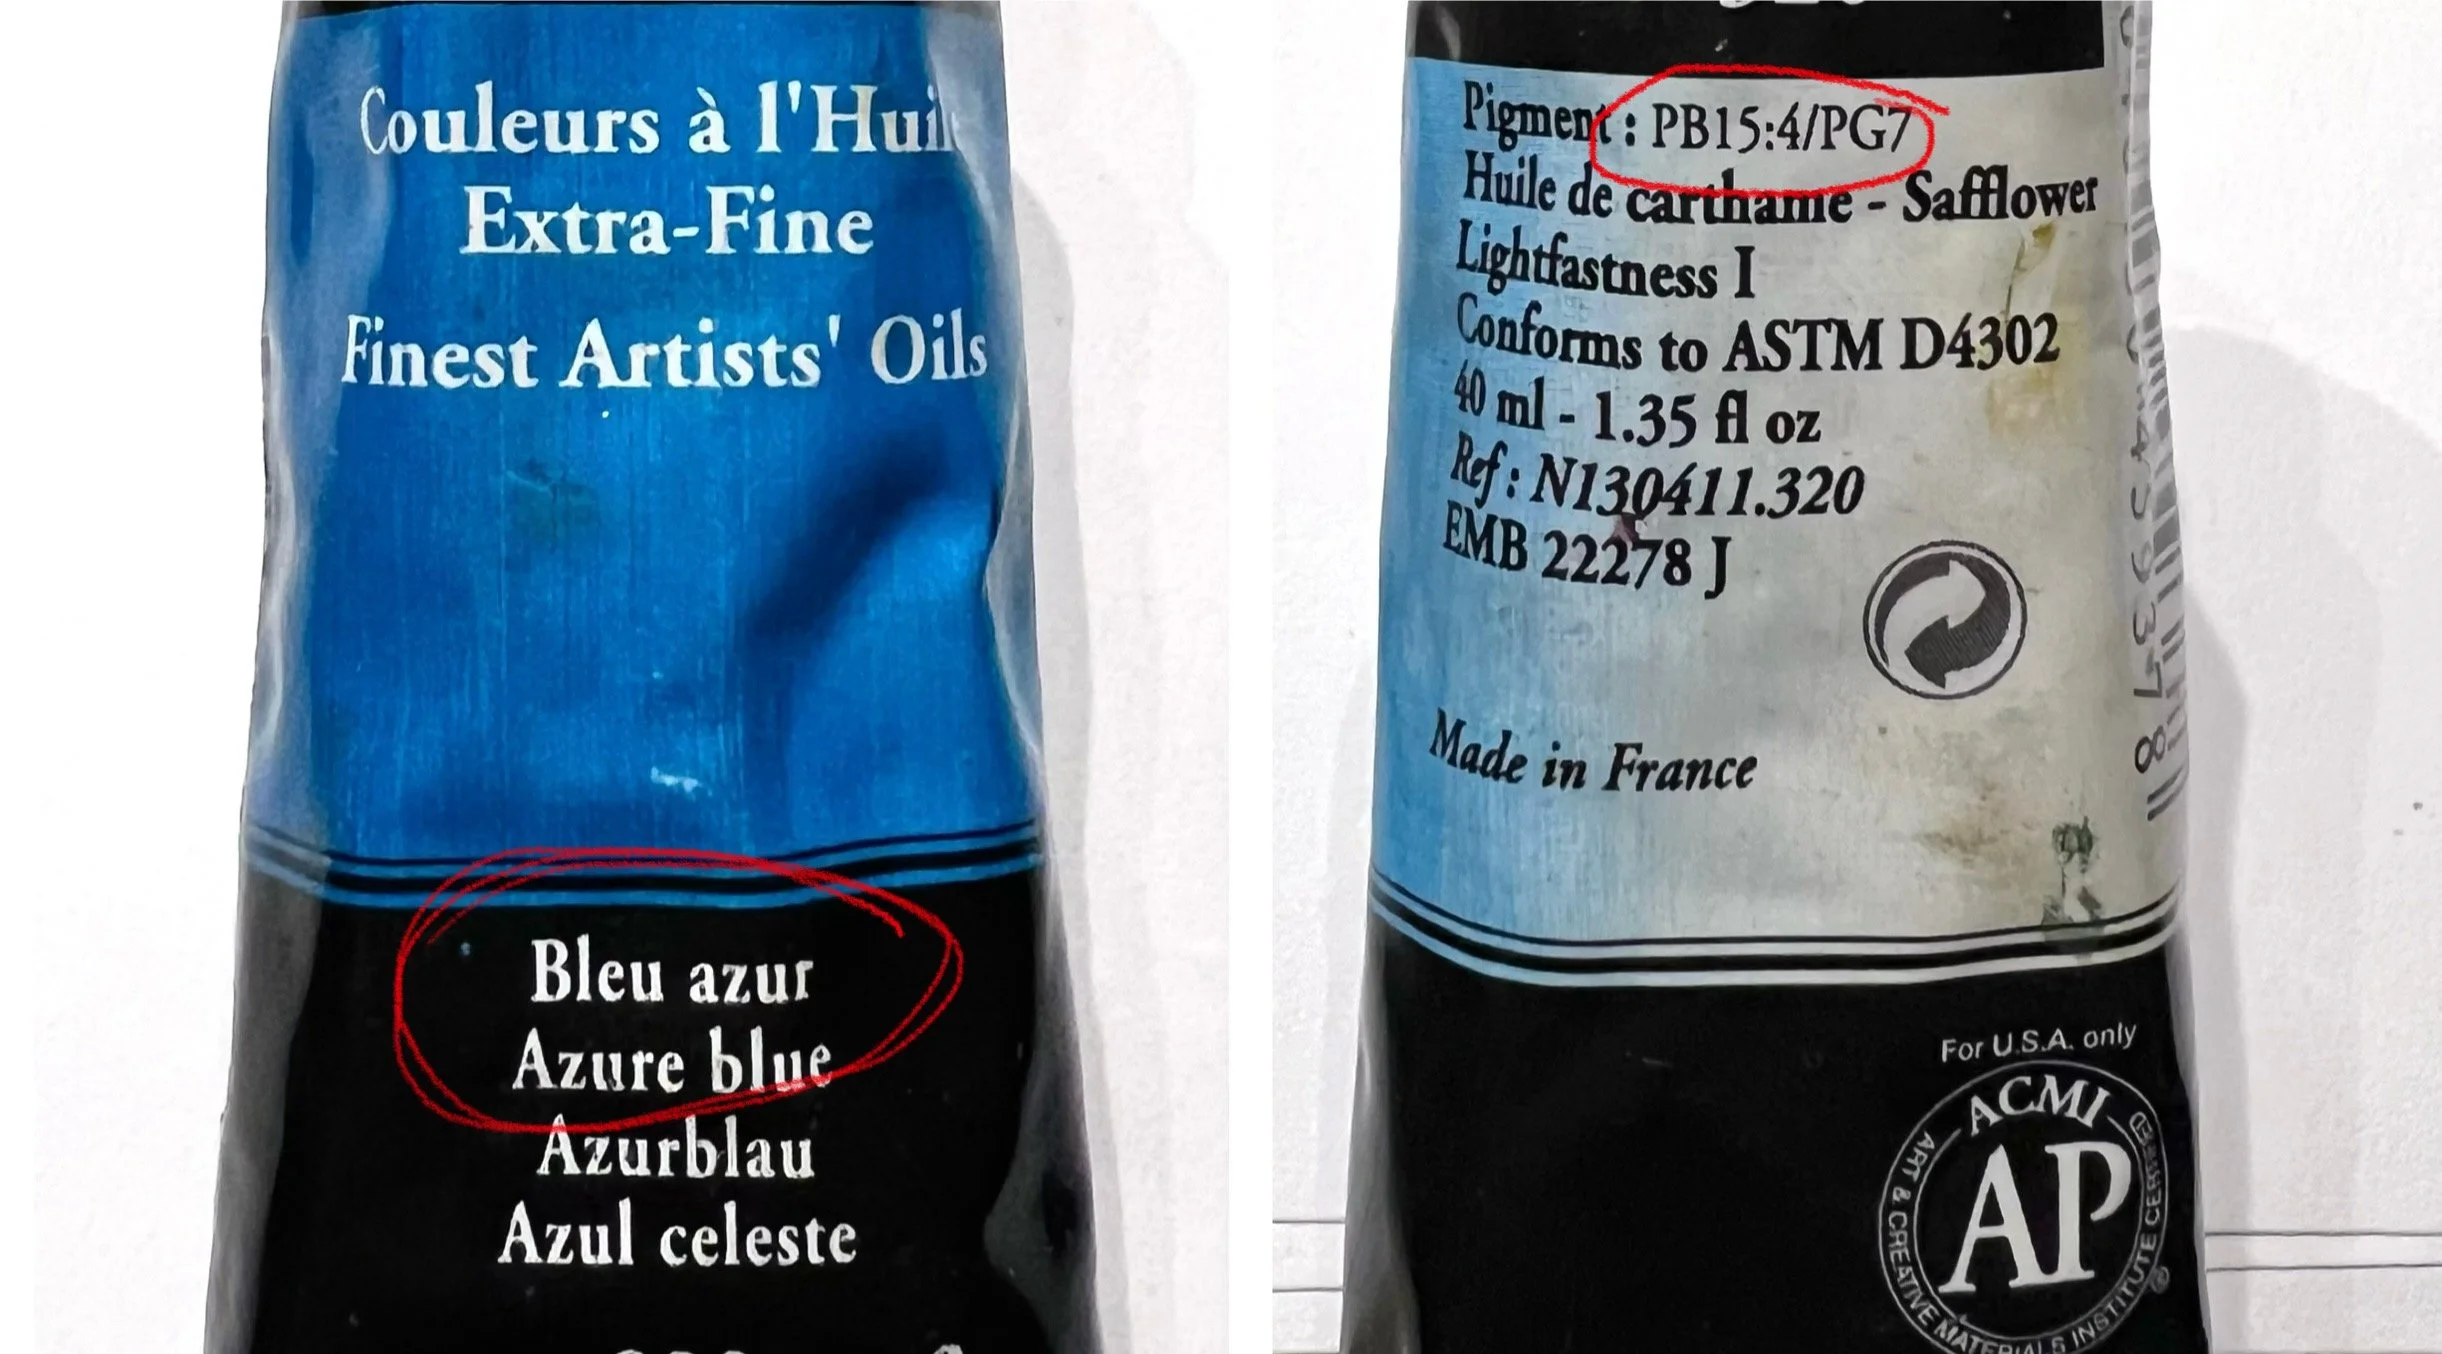 Couleurs à l'Huil
Extra-Fine
Finest Artists' Oils
Bleu azur
Azure blue
Azurblau
Azul celeste
Pigment : PB15:4/PG7
Huile de carthame - Safflower
Lightfastness I
Conforms to ASTM D4302
40 ml - 1.35 fl oz
Ref : N130411.320
EMB 22278 J
Made in France
For U.S.A. only
ACMI
AP
ART & CREATIVE MATERIALS INSTITUTE CERTIFIED